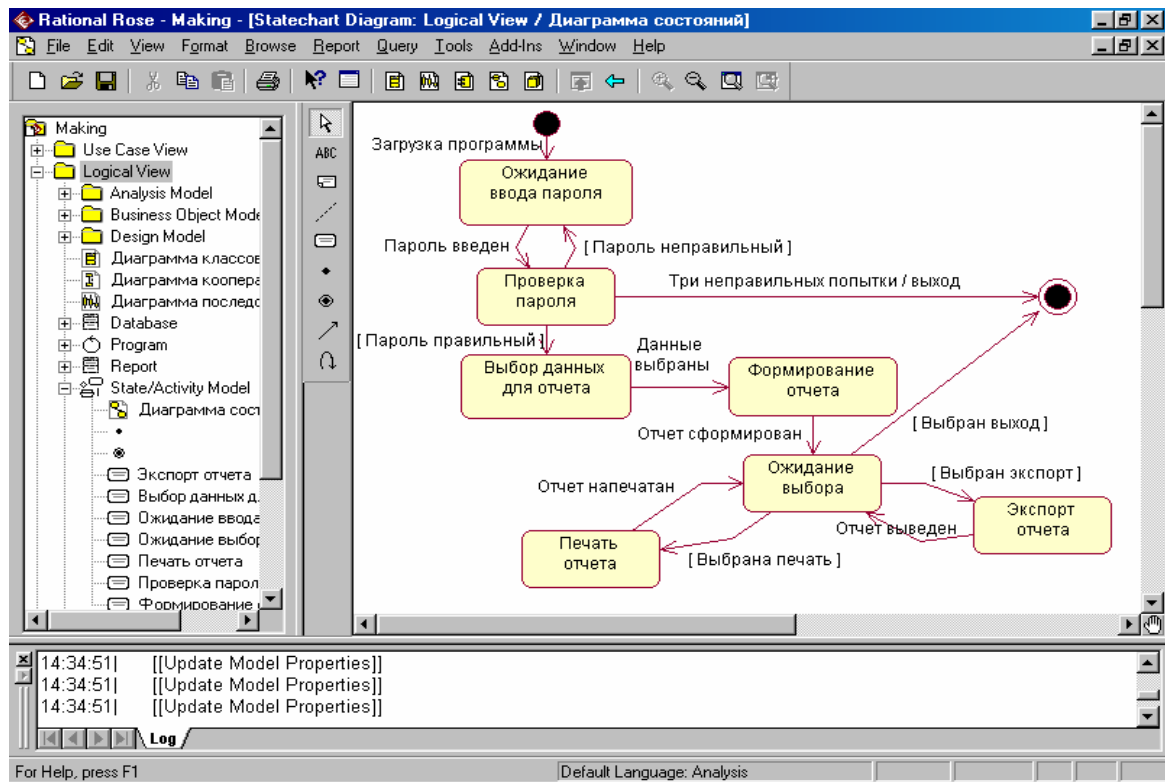 Rational Rose - Making - [Statechart Diagram: Logical View / Диаграмма состояний]
File Edit View Format Browse Report Query Tools Add-Ins Window Help
ABC
Making
Use Case View
Logical View
Analysis Model
Business Object Mode
Design Model
Диаграмма классов
Диаграмма коопера
Диаграмма последо
Database
Program
Report
State/Activity Model
Диаграмма сост
Экспорт отчета
Выбор данных д.
Ожидание ввода
Ожидание выбор
Печать отчета
Проверка парол
Формирование
Загрузка программы
Ожидание
ввода пароля
Пароль введен
[ Пароль неправильный ]
Проверка
пароля
Три неправильных попытки / выход
[ Пароль правильный ]
Выбор данных
для отчета
Данные
выбраны
Формирование
отчета
Отчет сформирован
[ Выбран выход ]
Ожидание
выбора
[ Выбран экспорт ]
Отчет напечатан
Экспорт
отчета
Отчет выведен
Печать
отчета
[ Выбрана печать ]
14:34:51| [[Update Model Properties]]
14:34:51| [[Update Model Properties]]
14:34:51| [[Update Model Properties]]
Log
For Help, press F1
Default Language: Analysis